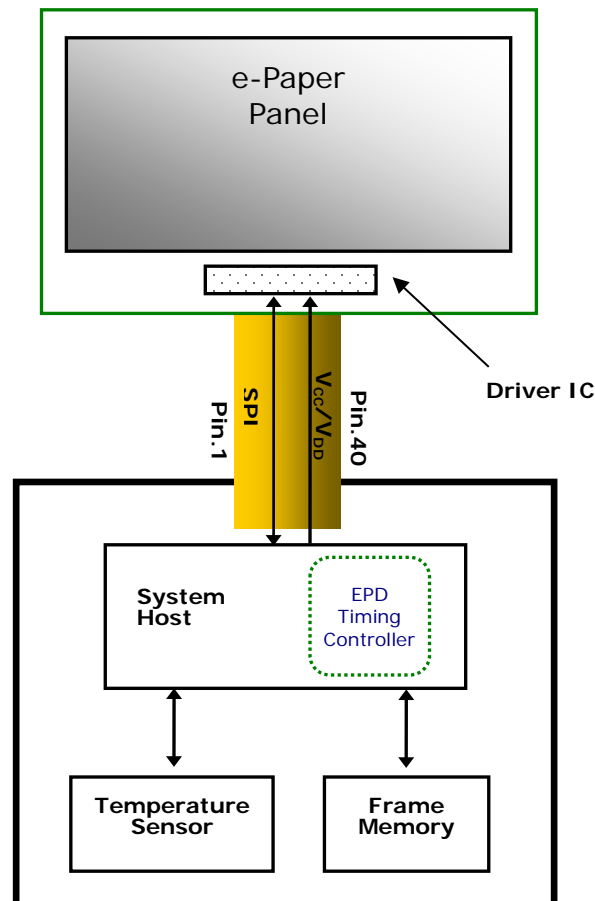 e-Paper
Panel
Driver IC
Pin.1
SPI
VCC/VDD
Pin.40
System
Host
EPD
Timing
Controller
Temperature
Sensor
Frame
Memory